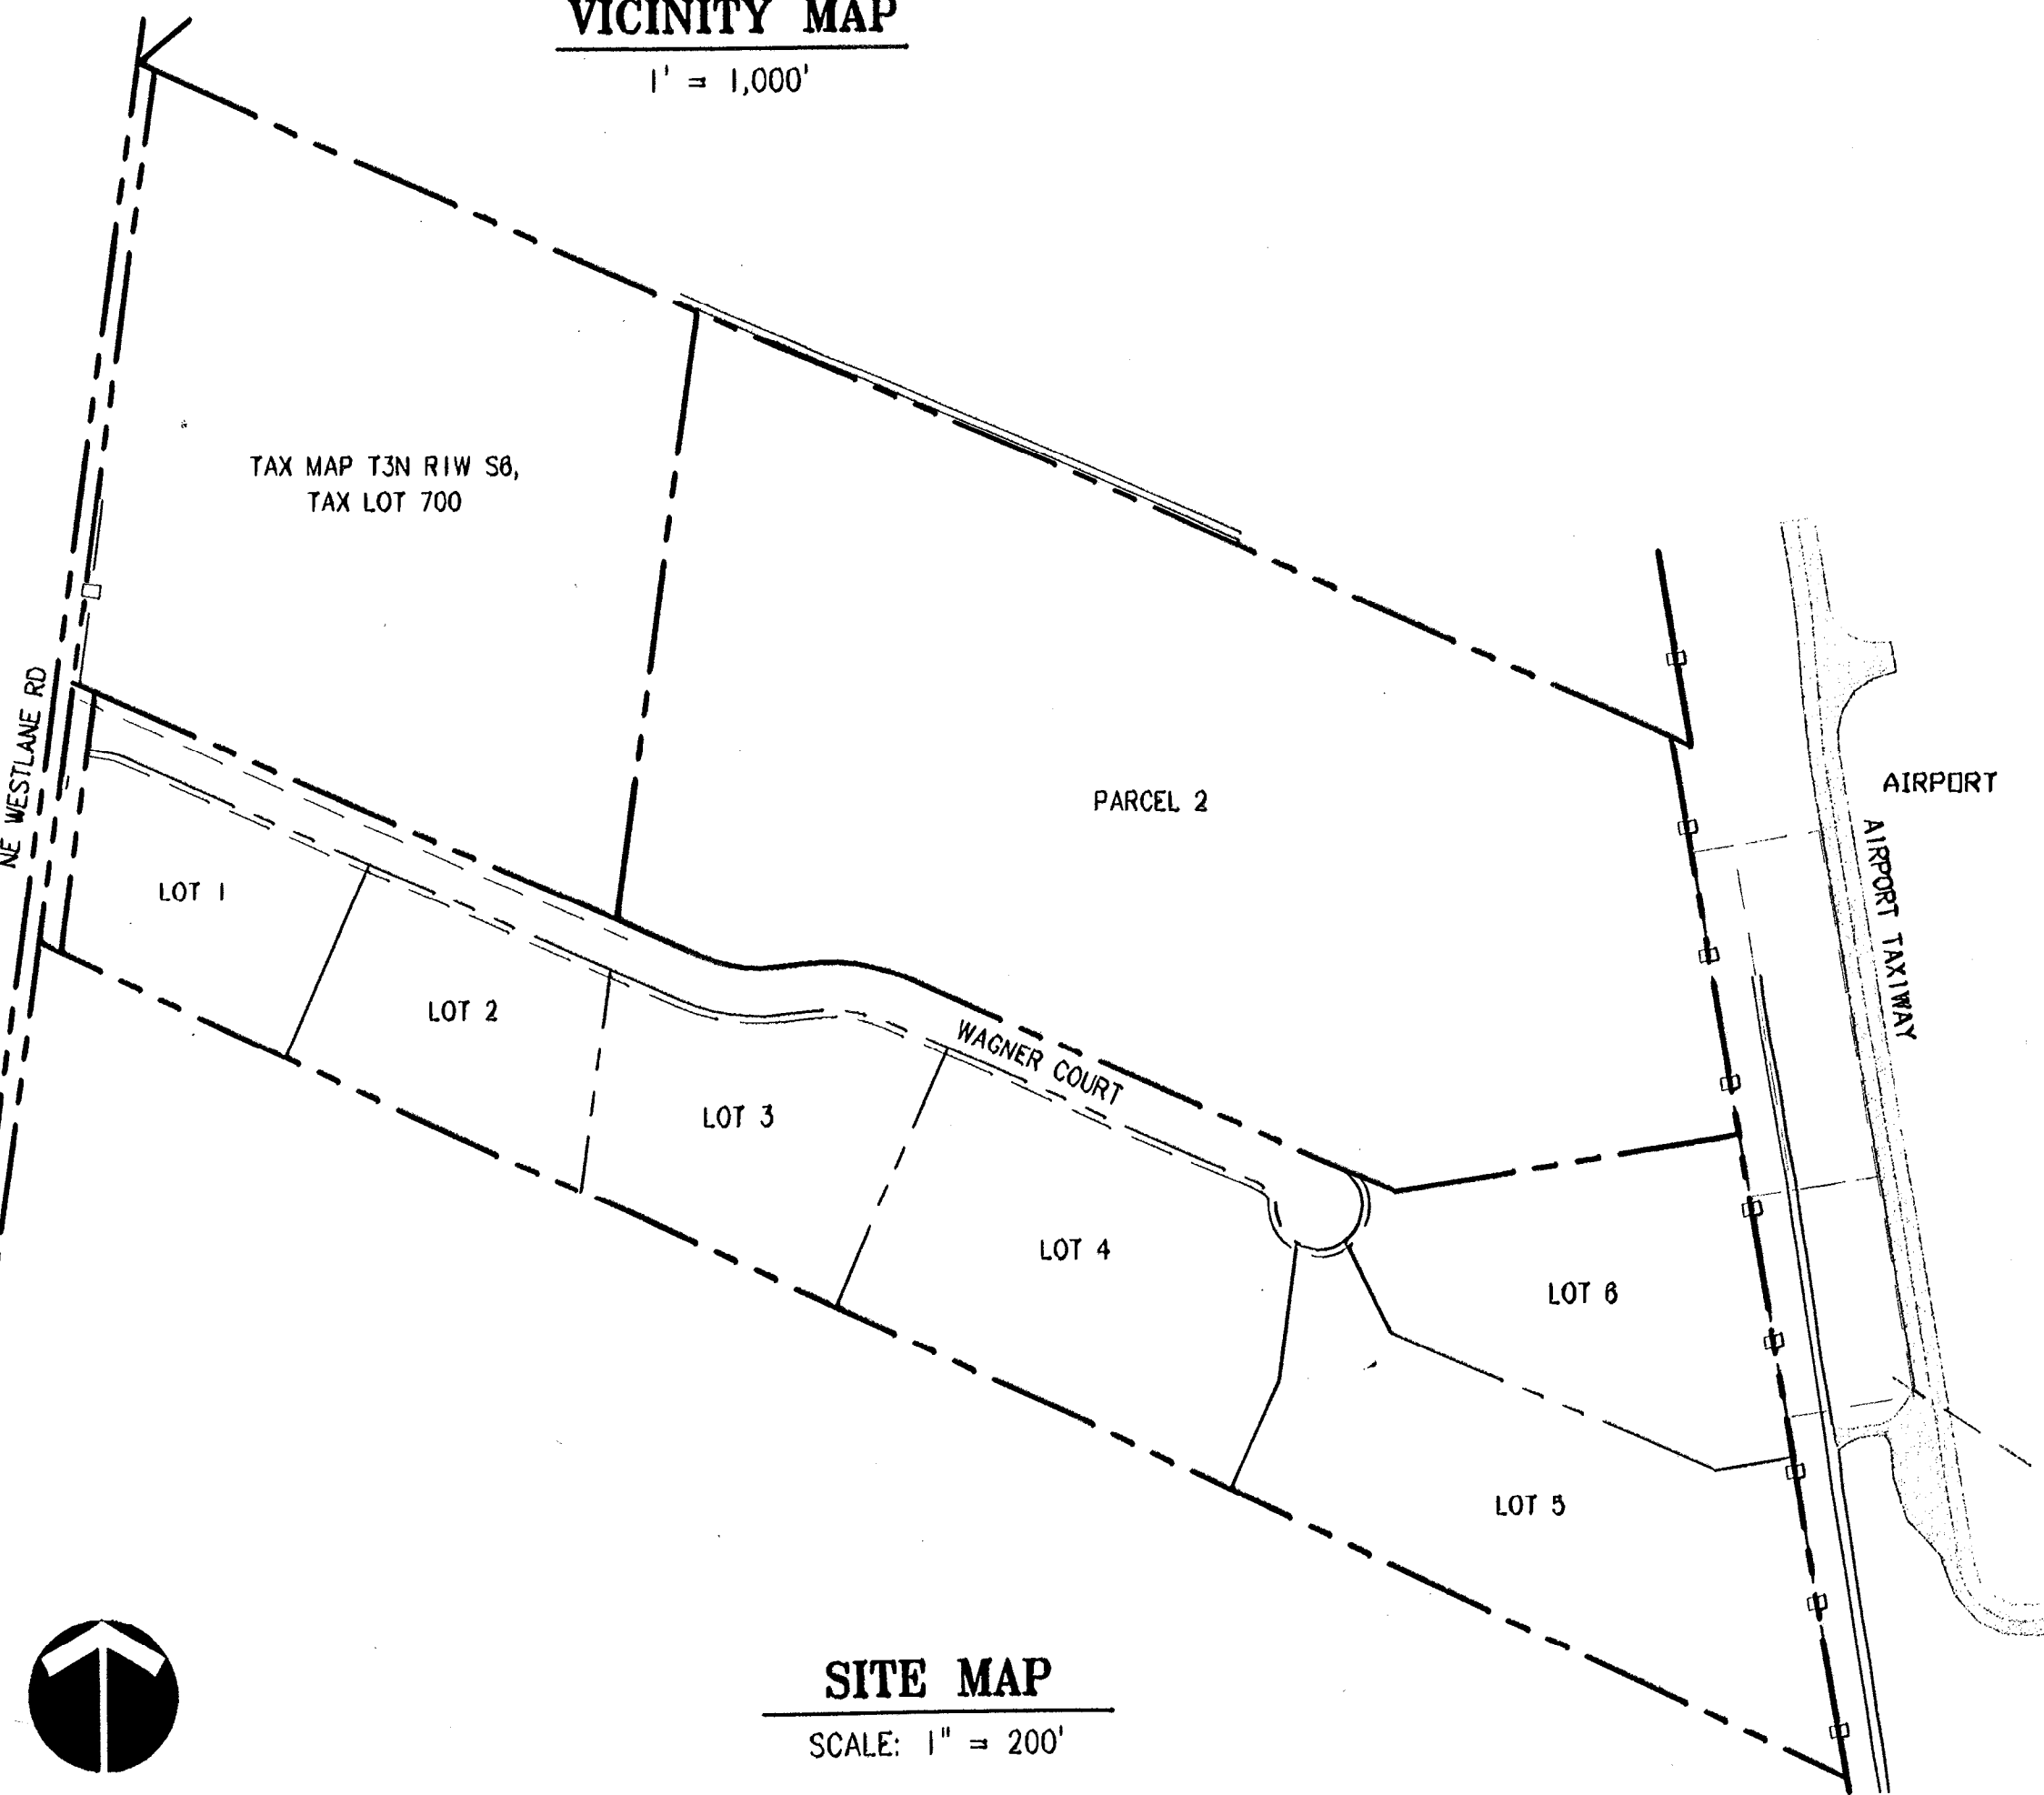 VICINITY MAP
1' = 1,000'
TAX MAP T3N R1W S6,
TAX LOT 700
NE WESTLANE RD
PARCEL 2
AIRPORT
AIRPORT TAXIWAY
LOT 1
LOT 2
WAGNER COURT
LOT 3
LOT 4
LOT 6
LOT 5
SITE MAP
SCALE: 1" = 200'